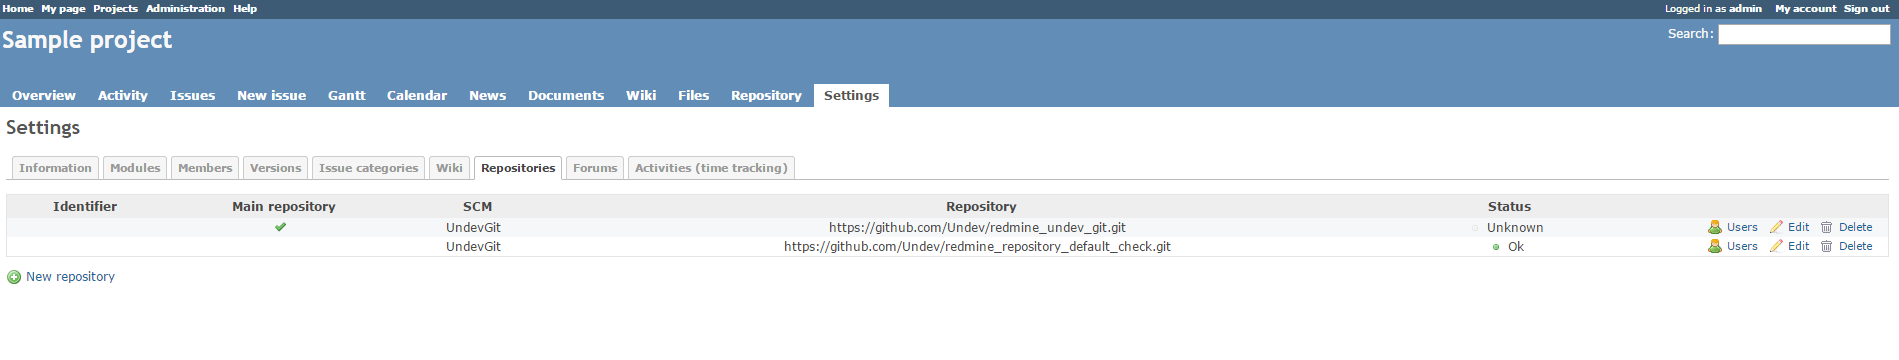 Home My page Projects Administration Help Logged in as admin My account Sign out
Sample project
Search:
Overview Activity Issues New issue Gantt Calendar News Documents Wiki Files Repository Settings
Settings
Information Modules Members Versions Issue categories Wiki Repositories Forums Activities (time tracking)
Identifier Main repository SCM Repository Status
UndevGit https://github.com/Undev/redmine_undev_git.git Unknown Users Edit Delete
UndevGit https://github.com/Undev/redmine_repository_default_check.git Ok Users Edit Delete
New repository